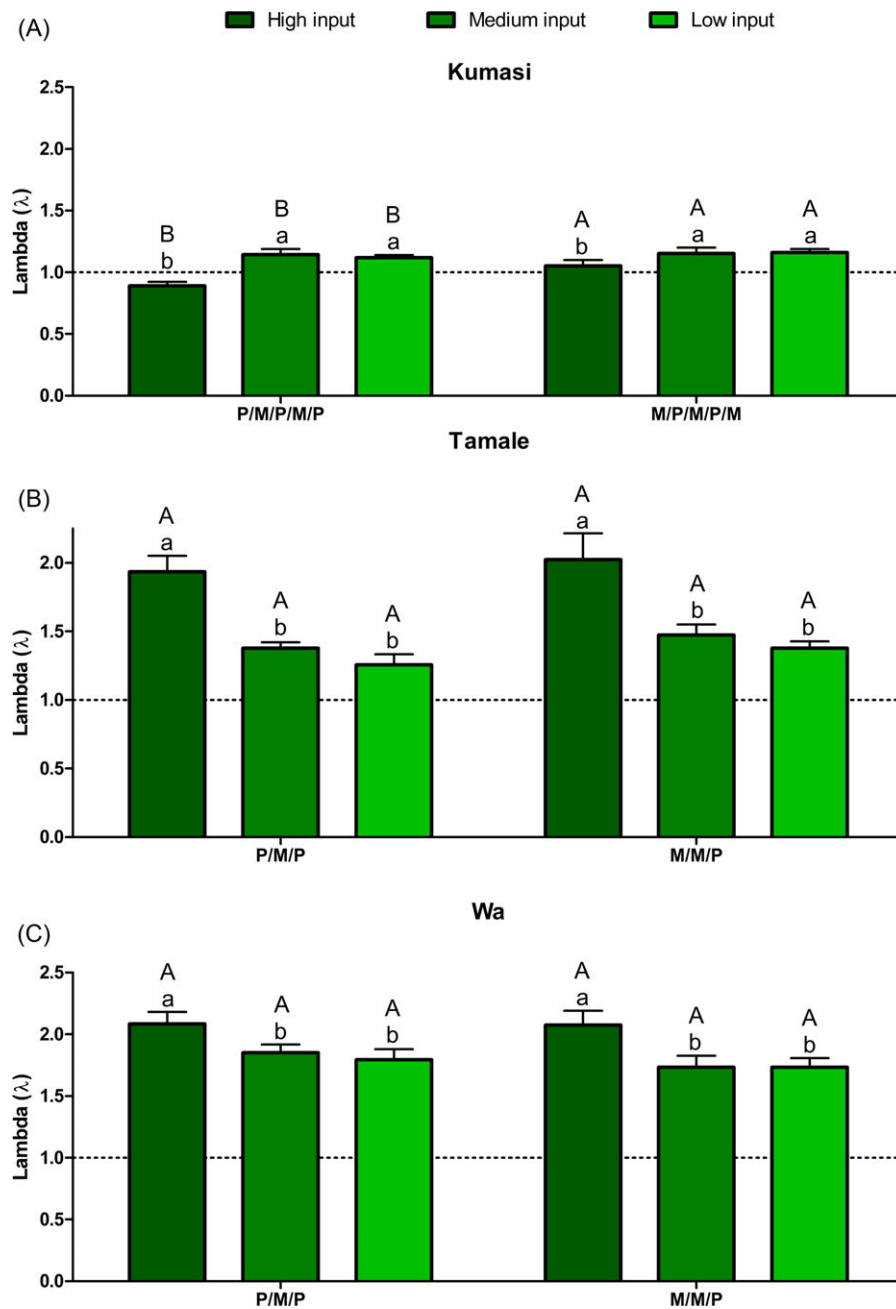 (A)
High input Medium input Low input
Kumasi
2.5
2.0
1.5
1.0
0.5
0.0
Lambda (λ)
B B B A A A
b a a b a a
P/M/P/M/P M/P/M/P/M
Tamale
(B)
2.0
1.5
1.0
0.5
0.0
Lambda (λ)
A A A A A A
a b b a b b
P/M/P M/M/P
Wa
(C)
2.5
2.0
1.5
1.0
0.5
0.0
Lambda (λ)
A A A A A A
a b b a b b
P/M/P M/M/P